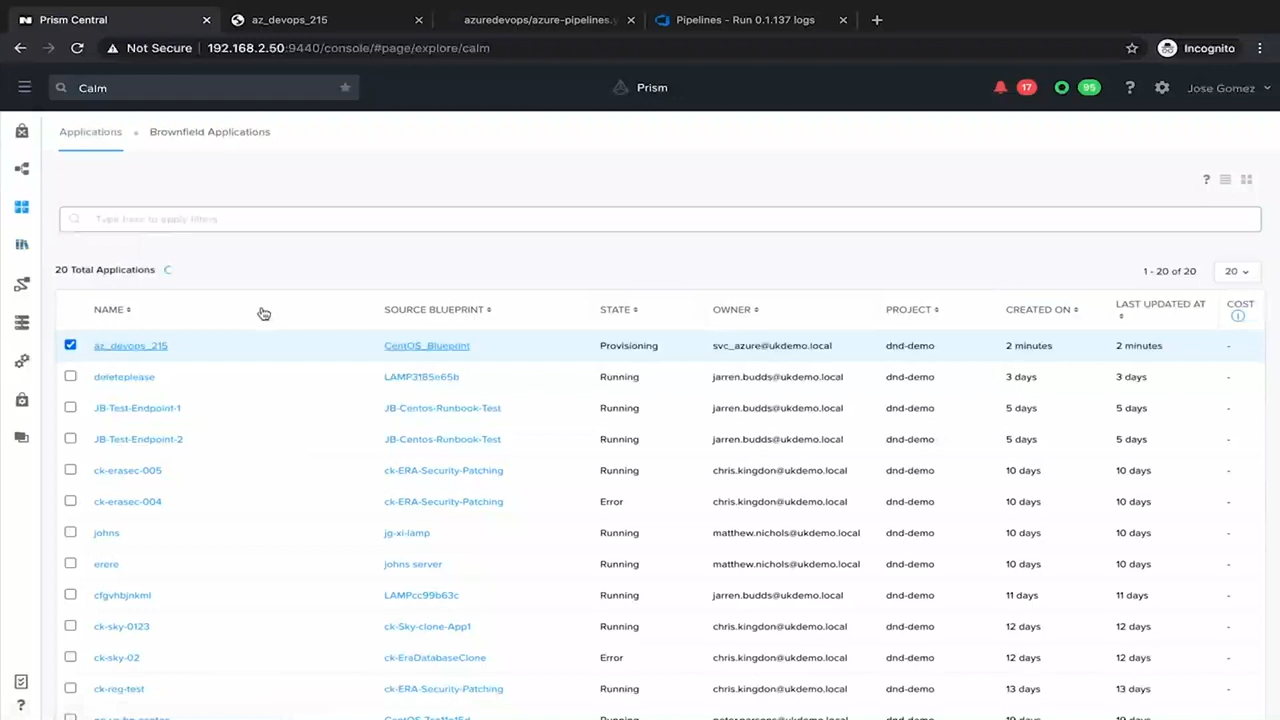 Prism Central az_devops_215 azuredevops/azure-pipelines. Pipelines - Run 0.1.137 logs
Not Secure 192.168.2.50:9440/console/#page/explore/calm Incognito
Calm Prism 17 95 ? Jose Gomez
Applications Brownfield Applications
?
Type here to apply filters
20 Total Applications 1 - 20 of 20 20
NAME SOURCE BLUEPRINT STATE OWNER PROJECT CREATED ON LAST UPDATED AT COST
az_devops_215 CentOS_Blueprint Provisioning svc_azure@ukdemo.local dnd-demo 2 minutes 2 minutes -
deleteplease LAMP3185e65b Running jarren.budds@ukdemo.local dnd-demo 3 days 3 days -
JB-Test-Endpoint-1 JB-Centos-Runbook-Test Running jarren.budds@ukdemo.local dnd-demo 5 days 5 days -
JB-Test-Endpoint-2 JB-Centos-Runbook-Test Running jarren.budds@ukdemo.local dnd-demo 5 days 5 days -
ck-erasec-005 ck-ERA-Security-Patching Running chris.kingdon@ukdemo.local dnd-demo 10 days 10 days -
ck-erasec-004 ck-ERA-Security-Patching Error chris.kingdon@ukdemo.local dnd-demo 10 days 10 days -
johns jg-xi-lamp Running matthew.nichols@ukdemo.local dnd-demo 10 days 10 days -
erere johns server Running matthew.nichols@ukdemo.local dnd-demo 10 days 10 days -
cfgvhbjnkml LAMPcc99b63c Running jarren.budds@ukdemo.local dnd-demo 11 days 11 days -
ck-sky-0123 ck-Sky-clone-App1 Running chris.kingdon@ukdemo.local dnd-demo 12 days 12 days -
ck-sky-02 ck-EraDatabaseClone Error chris.kingdon@ukdemo.local dnd-demo 12 days 12 days -
ck-reg-test ck-ERA-Security-Patching Running chris.kingdon@ukdemo.local dnd-demo 13 days 13 days -
?